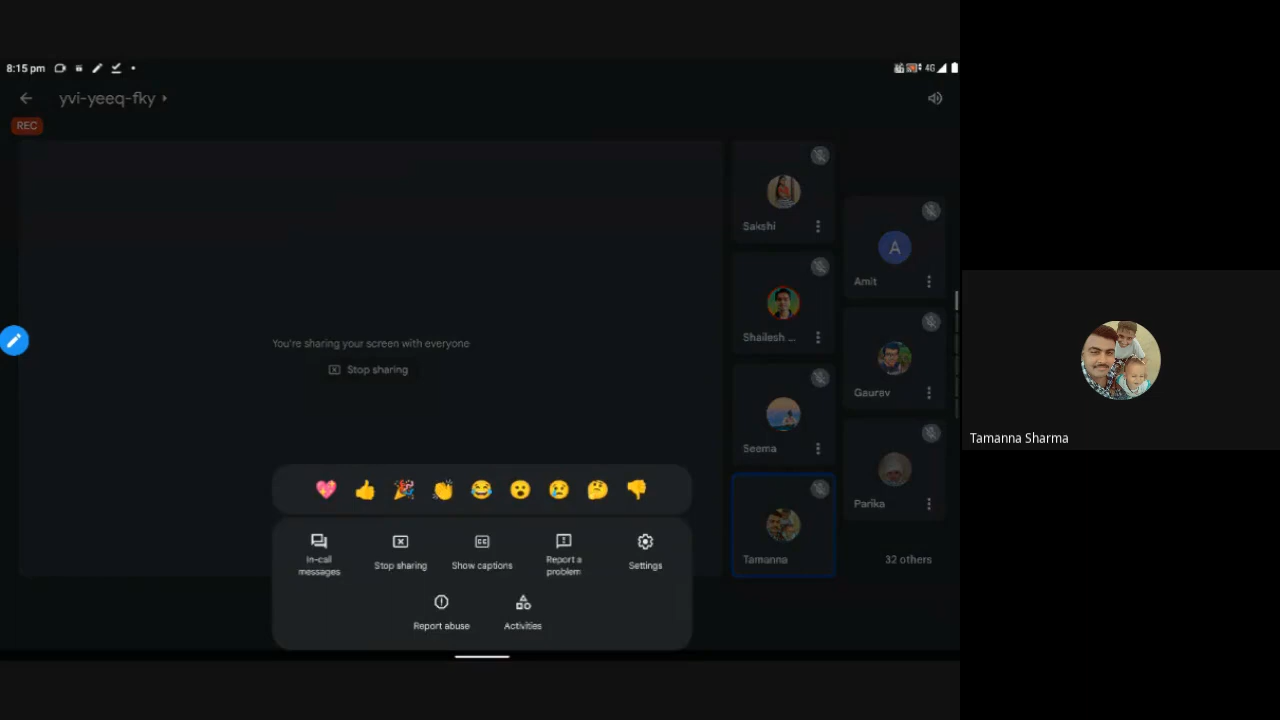 8:15 pm
4G
yvi-yeeq-fky
REC
Sakshi
A
Amit
Shailesh ...
You're sharing your screen with everyone
Stop sharing
Gaurav
Seema
Parika
Tamanna
32 others
Tamanna Sharma
In-call
messages
Stop sharing
Show captions
Report a
problem
Settings
Report abuse
Activities